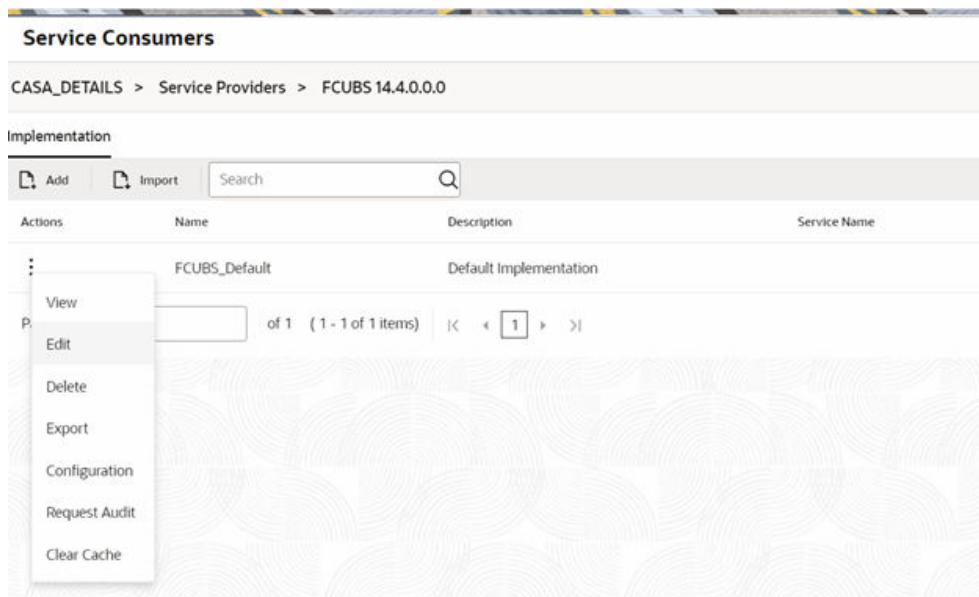 Service Consumers
CASA_DETAILS > Service Providers > FCUBS 14.4.0.0.0
Implementation
Add Import Search
Actions Name Description Service Name
FCUBS_Default Default Implementation
View
of 1 (1 - 1 of 1 items) 1
Edit
Delete
Export
Configuration
Request Audit
Clear Cache